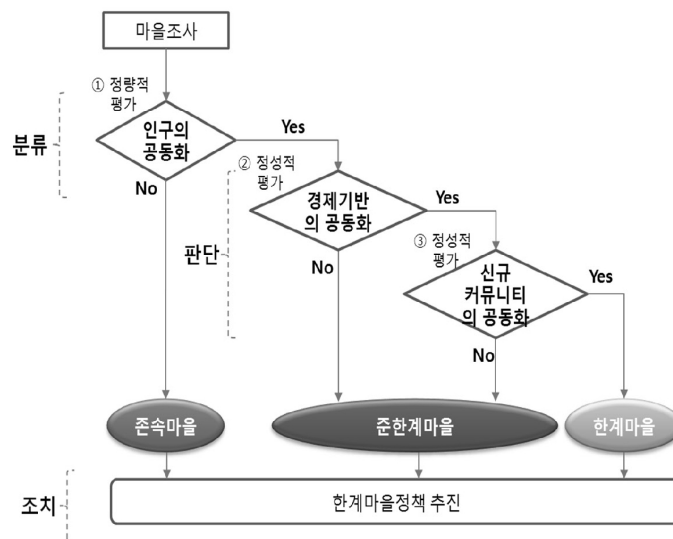 마을조사
① 정량적
평가
분류
인구의
공동화
Yes
No
② 정성적
평가
판단
경제기반
의 공동화
Yes
No
③ 정성적
평가
신규
커뮤니티
의 공동화
Yes
No
존속마을
준한계마을
한계마을
조치
한계마을정책 추진